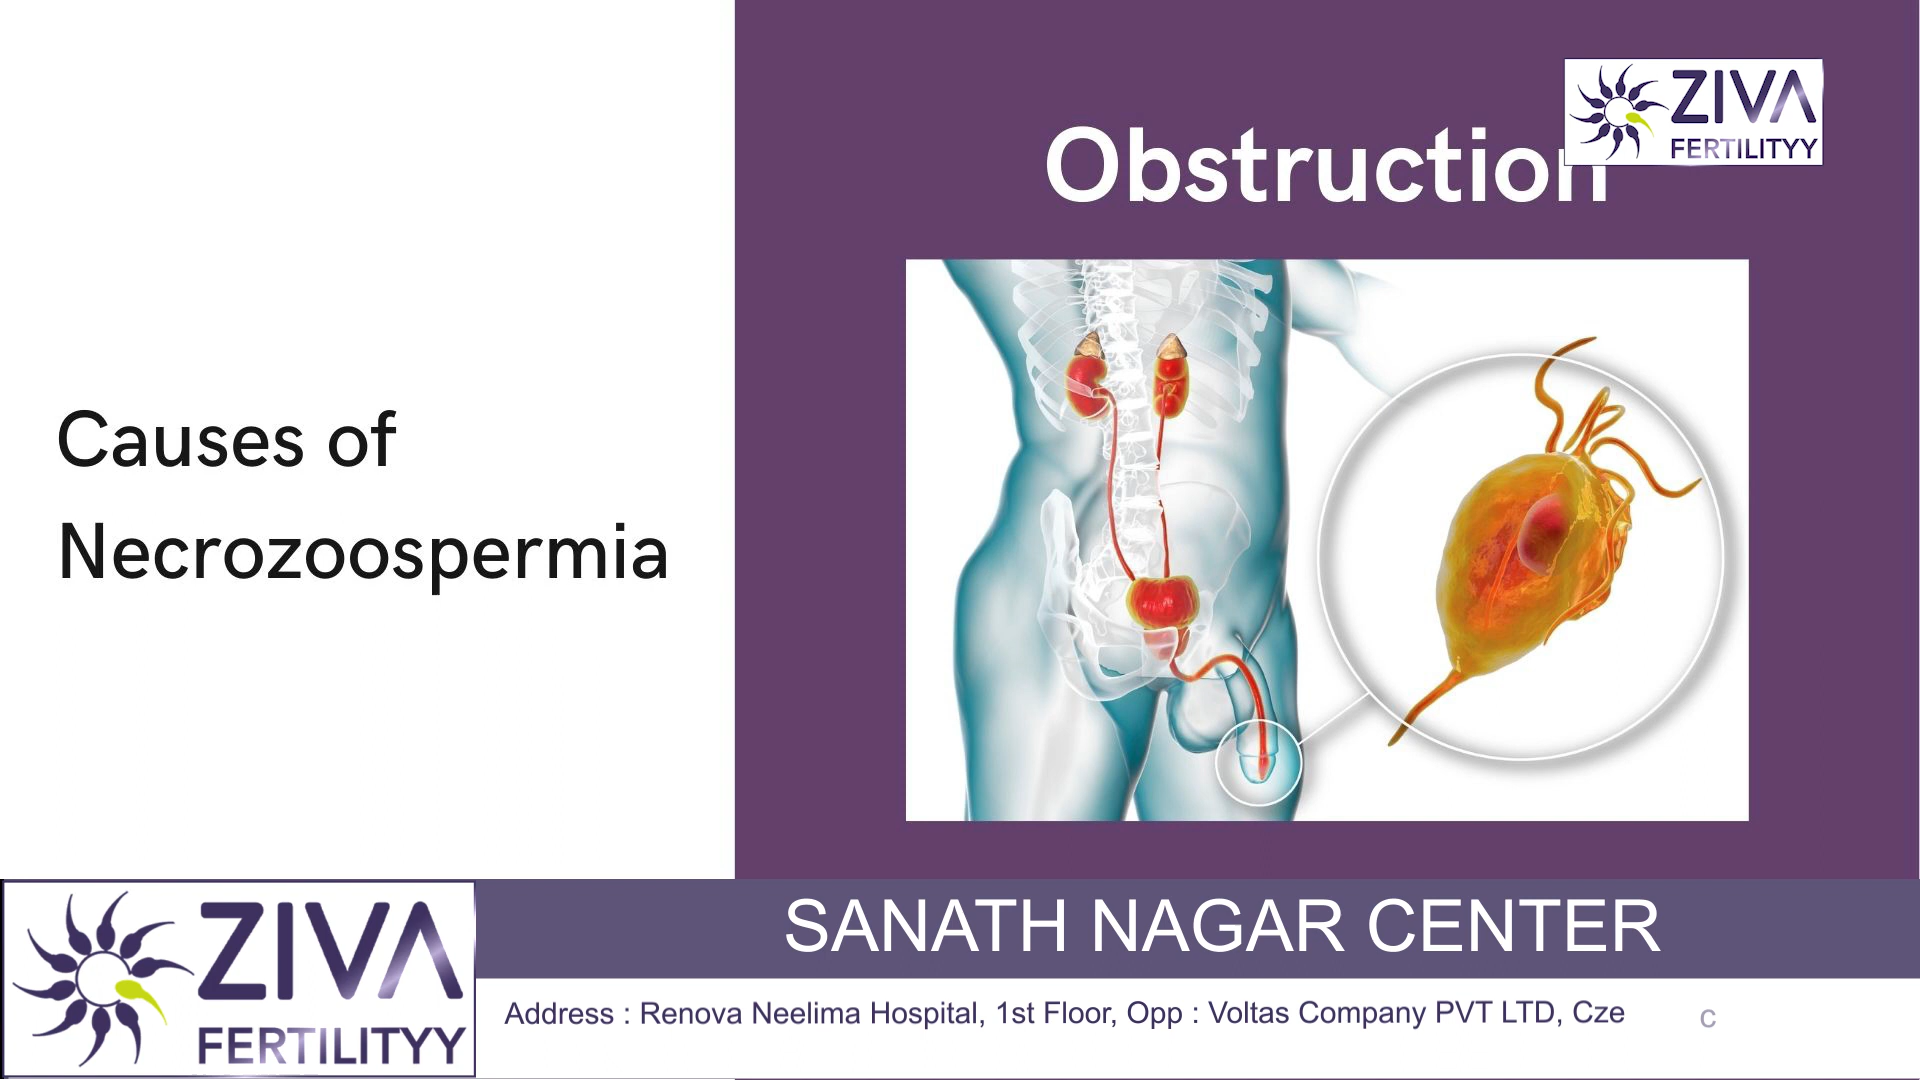 Obstruction
ZIVA
FERTILITYY
Causes of
Necrozoospermia
ZIVA
FERTILITYY
SANATH NAGAR CENTER
Address : Renova Neelima Hospital, 1st Floor, Opp : Voltas Company PVT LTD, Cze c